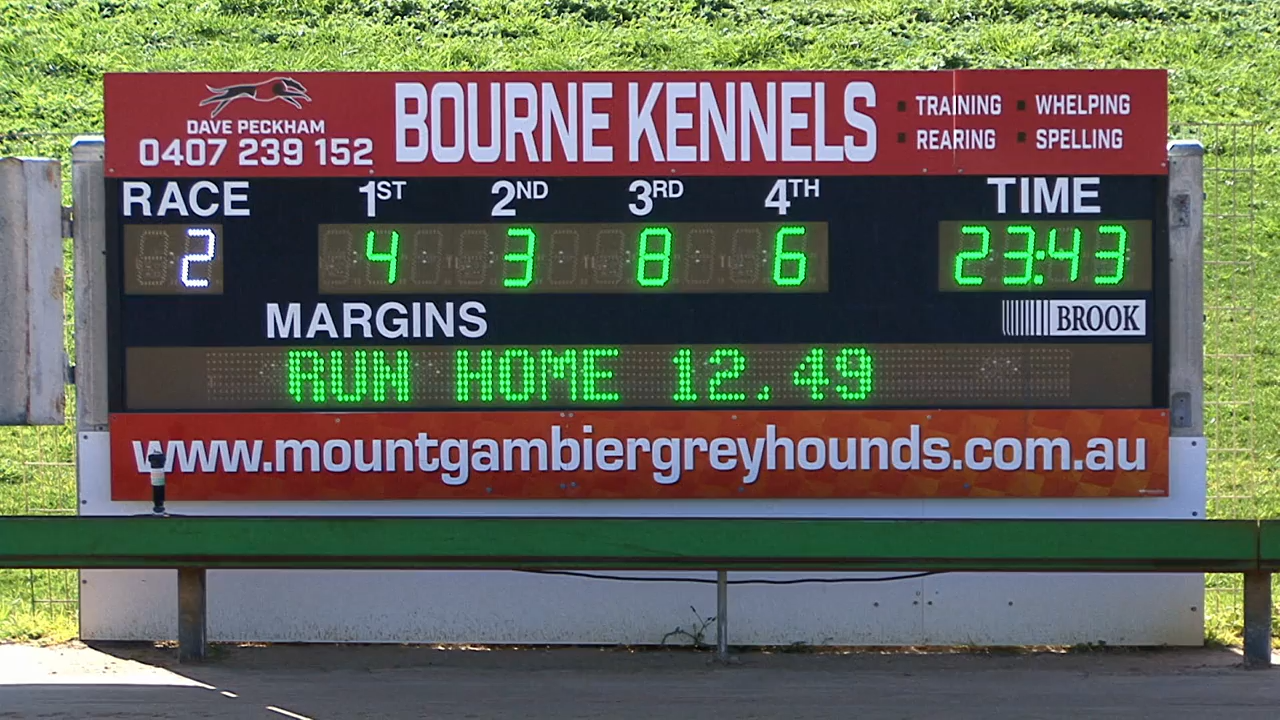 BOURNE KENNELS
DAVE PECKHAM
0407 239 152
TRAINING WHELPING
REARING SPELLING
RACE 1ST 2ND 3RD 4TH TIME
2 4 3 8 6 23:43
MARGINS
BROOK
RUN HOME 12.49
www.mountgambiergreyhounds.com.au